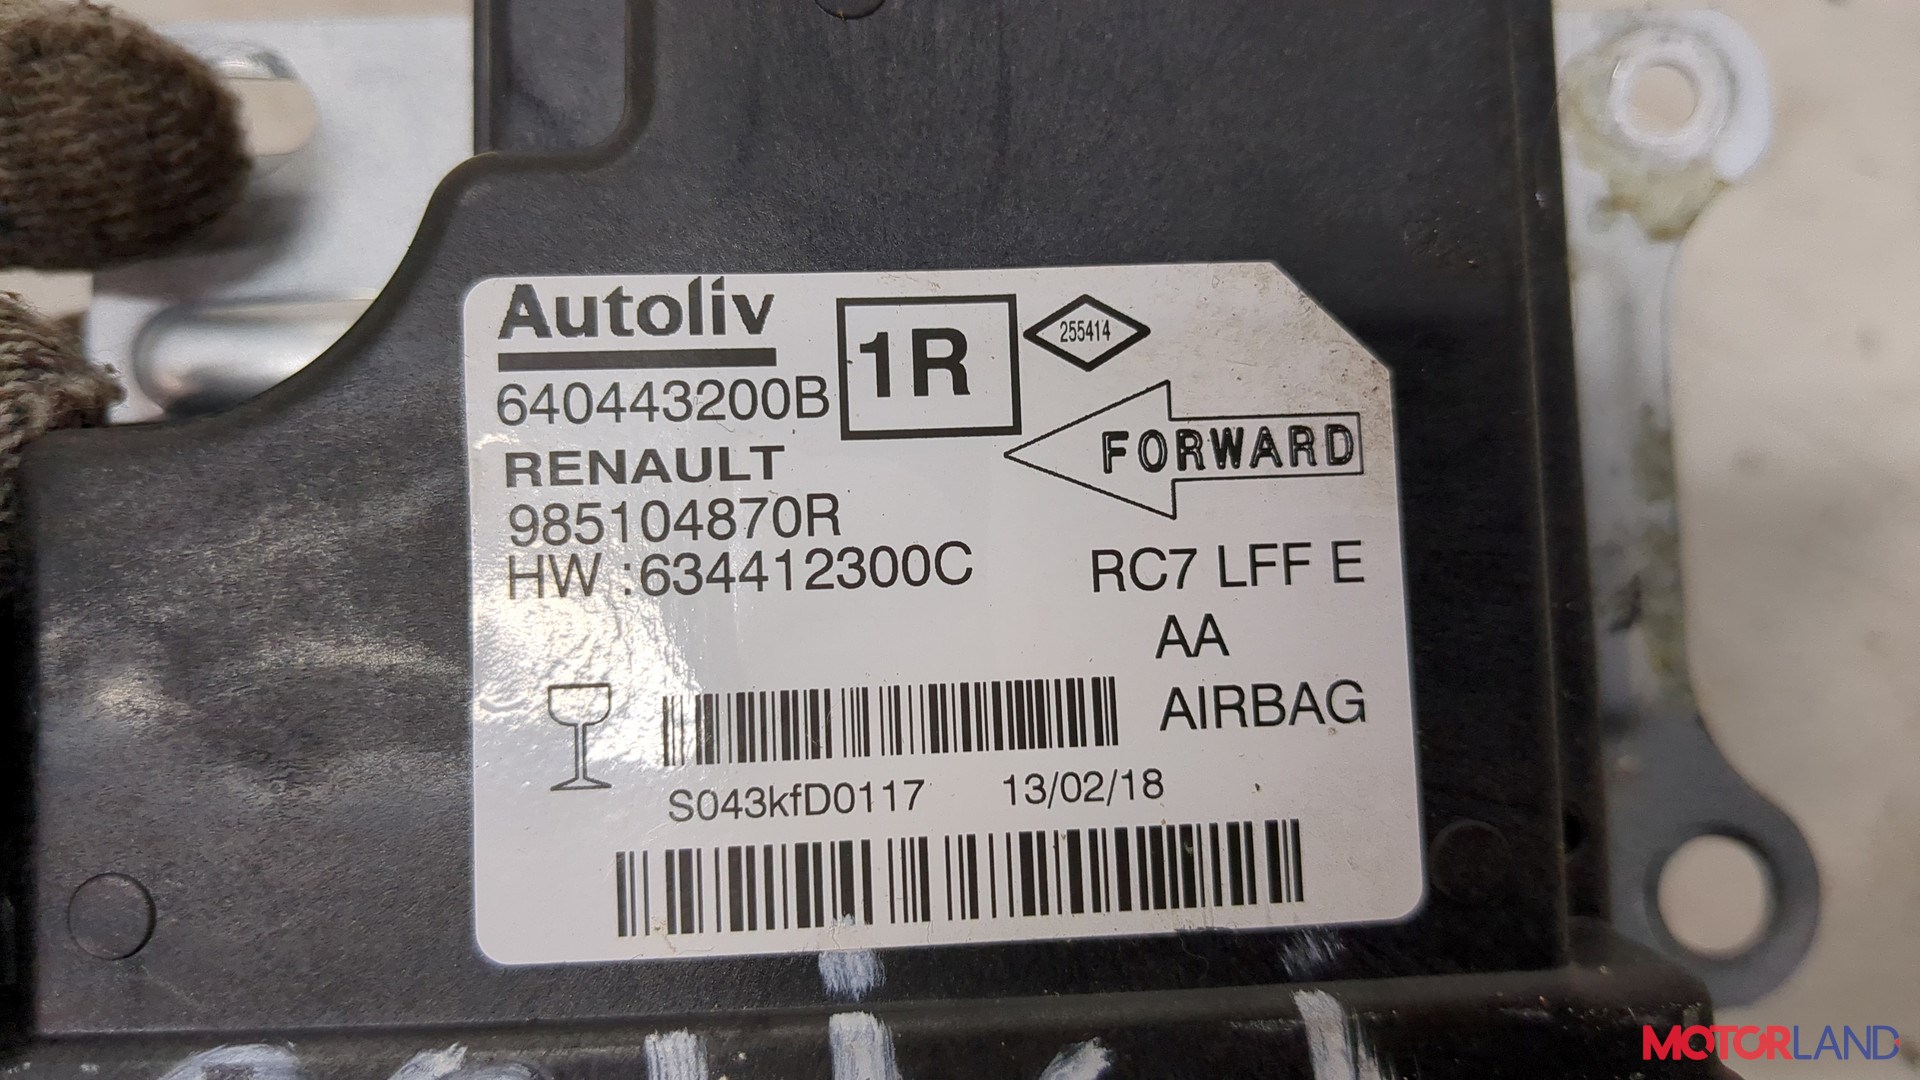 Autoliv
1R
255414
640443200B
FORWARD
RENAULT
985104870R
HW :634412300C
RC7 LFF E
AA
AIRBAG
S043kfD0117 13/02/18
MOTORLAND